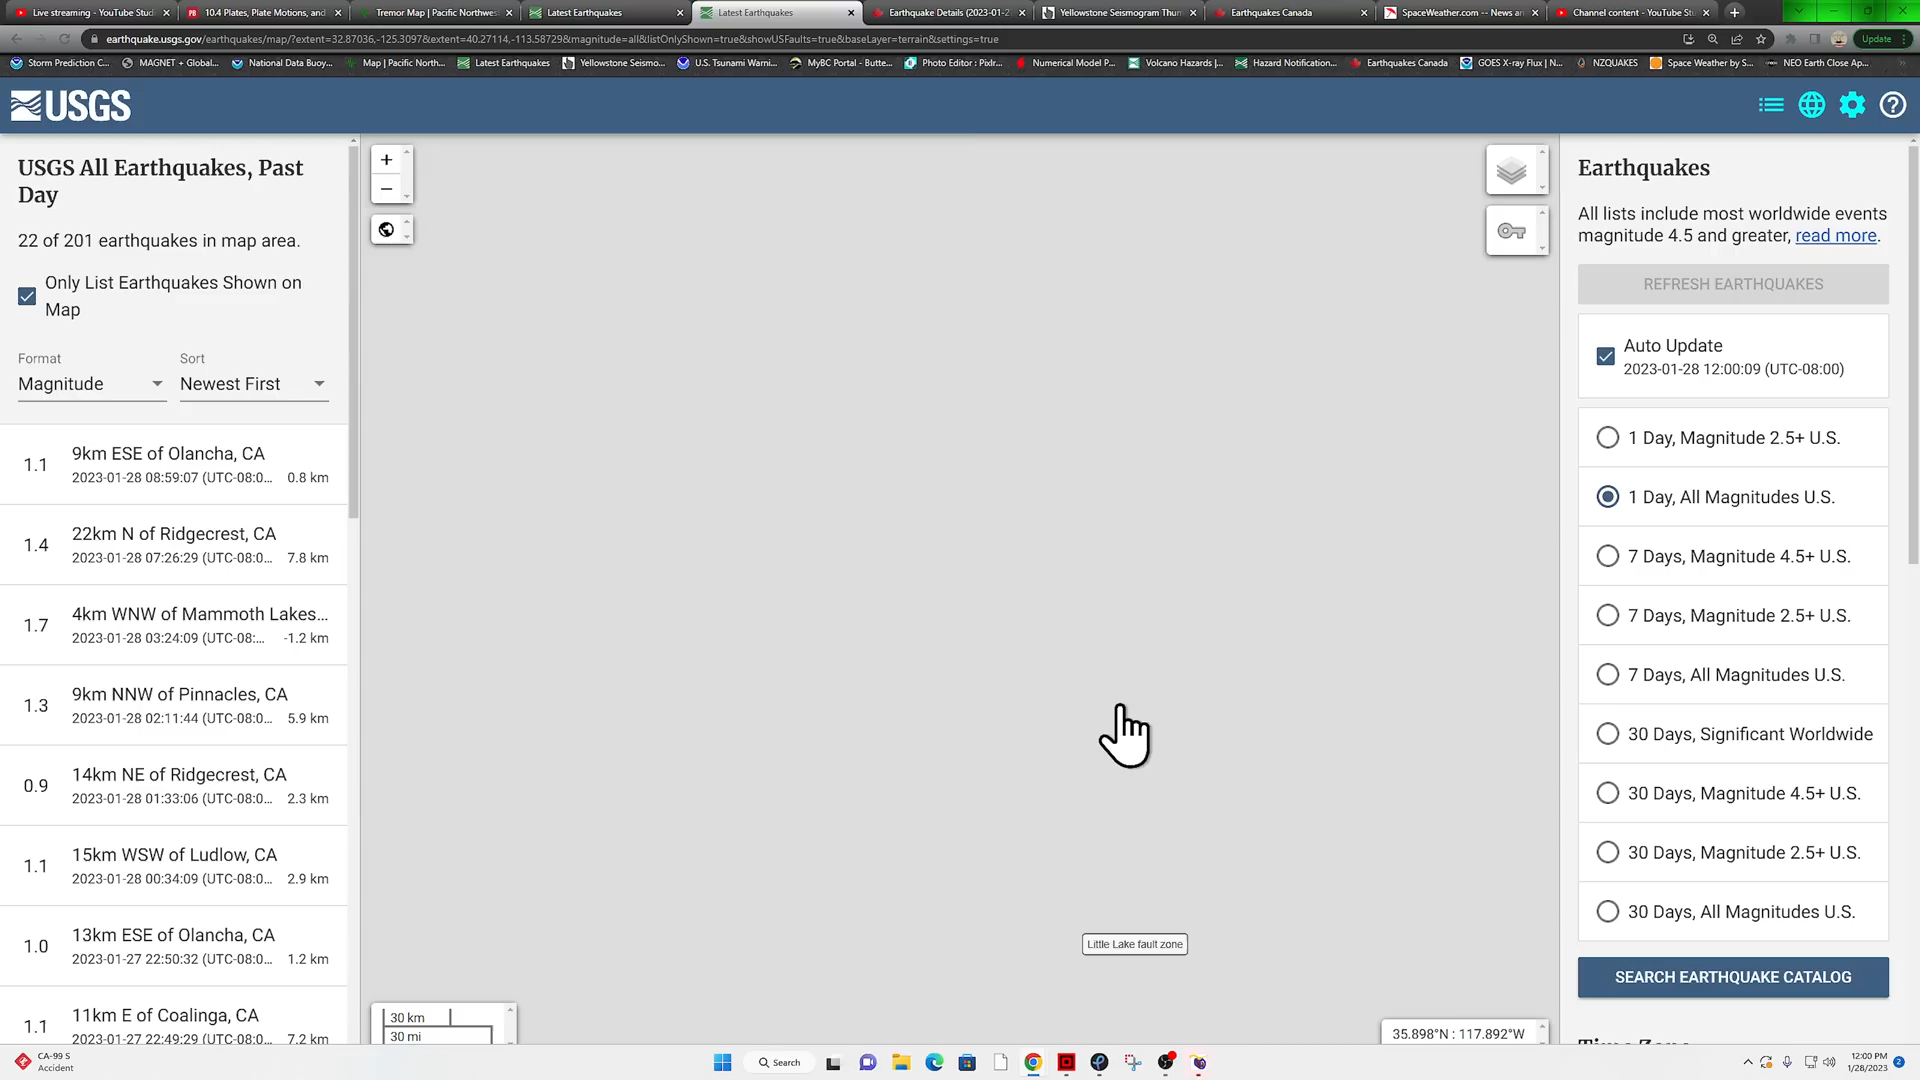 Live streaming - YouTube Studi
10.4 Plates, Plate Motions, and
Tremor Map | Pacific Northwes
Latest Earthquakes
Latest Earthquakes
Earthquake Details (2023-01-2
Yellowstone Seismogram Thum
Earthquakes Canada
SpaceWeather.com -- News an
Channel content - YouTube Stu
earthquake.usgs.gov/earthquakes/map/?extent=32.87036,-125.3097&extent=40.27114,-113.58729&magnitude=all&listOnlyShown=true&showUSFaults=true&baseLayer=terrain&settings=true
Update
Storm Prediction C...
MAGNET + Global...
National Data Buoy...
Map | Pacific North...
Latest Earthquakes
Yellowstone Seismo...
U.S. Tsunami Warni...
MyBC Portal - Butte...
Photo Editor : Pixlr...
Numerical Model P...
Volcano Hazards |...
Hazard Notification...
Earthquakes Canada
GOES X-ray Flux | N...
NZQUAKES
Space Weather by S...
NEO Earth Close Ap...
USGS
USGS All Earthquakes, Past
Day
22 of 201 earthquakes in map area.
Only List Earthquakes Shown on
Map
Format
Sort
Magnitude
Newest First
1.1
9km ESE of Olancha, CA
2023-01-28 08:59:07 (UTC-08:0... 0.8 km
1.4
22km N of Ridgecrest, CA
2023-01-28 07:26:29 (UTC-08:0... 7.8 km
1.7
4km WNW of Mammoth Lakes...
2023-01-28 03:24:09 (UTC-08:... -1.2 km
1.3
9km NNW of Pinnacles, CA
2023-01-28 02:11:44 (UTC-08:0... 5.9 km
0.9
14km NE of Ridgecrest, CA
2023-01-28 01:33:06 (UTC-08:0... 2.3 km
1.1
15km WSW of Ludlow, CA
2023-01-28 00:34:09 (UTC-08:0... 2.9 km
1.0
13km ESE of Olancha, CA
2023-01-27 22:50:32 (UTC-08:0... 1.2 km
1.1
11km E of Coalinga, CA
2023-01-27 22:49:29 (UTC-08:0... 7.2 km
+
−
Little Lake fault zone
30 km
30 mi
35.898°N : 117.892°W
Earthquakes
All lists include most worldwide events
magnitude 4.5 and greater, read more.
REFRESH EARTHQUAKES
Auto Update
2023-01-28 12:00:09 (UTC-08:00)
1 Day, Magnitude 2.5+ U.S.
1 Day, All Magnitudes U.S.
7 Days, Magnitude 4.5+ U.S.
7 Days, Magnitude 2.5+ U.S.
7 Days, All Magnitudes U.S.
30 Days, Significant Worldwide
30 Days, Magnitude 4.5+ U.S.
30 Days, Magnitude 2.5+ U.S.
30 Days, All Magnitudes U.S.
SEARCH EARTHQUAKE CATALOG
Time Zone
CA-99 S
Accident
Search
12:00 PM
1/28/2023
2